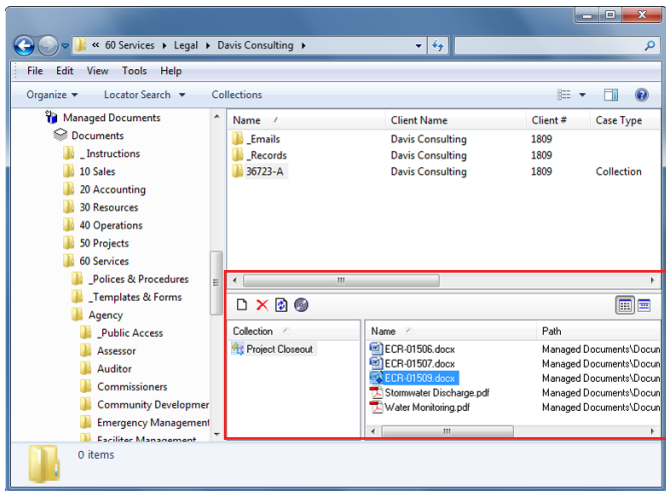 « 60 Services ▸ Legal ▸ Davis Consulting ▸
File Edit View Tools Help
Organize Locator Search Collections
Managed Documents
Documents
_Instructions
10 Sales
20 Accounting
30 Resources
40 Operations
50 Projects
60 Services
_Polices & Procedures
_Templates & Forms
Agency
_Public Access
Assessor
Auditor
Commissioners
Community Developmer
Emergency Management
Facilites Management
Name Client Name Client # Case Type
_Emails Davis Consulting 1809
_Records Davis Consulting 1809
36723-A Davis Consulting 1809 Collection
Collection
Project Closeout
Name Path
ECR-01506.docx Managed Documents\Docun
ECR-01507.docx Managed Documents\Docun
ECR-01509.docx Managed Documents\Docun
Stormwater Discharge.pdf Managed Documents\Docun
Water Monitoring.pdf Managed Documents\Docun
0 items